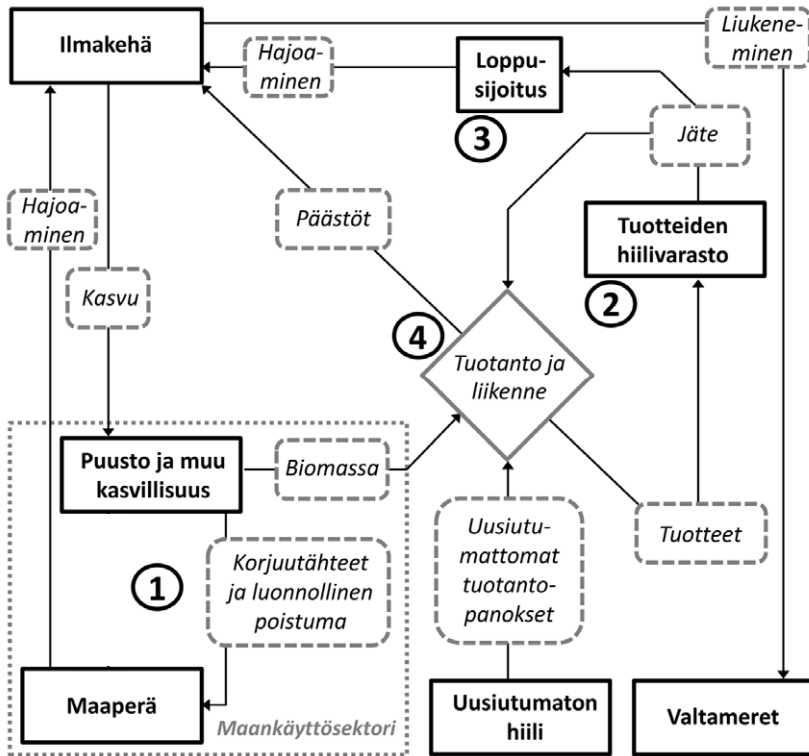 Ilmakehä
Hajoa-
minen
Loppu-
sijoitus
3
Liukene-
minen
Jäte
Hajoa-
minen
Päästöt
Tuotteiden
hiilivarasto
2
Kasvu
4
Tuotanto ja
liikenne
Puusto ja muu
kasvillisuus
Biomassa
Uusiutu-
mattomat
tuotanto-
panokset
Tuotteet
1
Korjuutähteet
ja luonnollinen
poistuma
Maaperä
Maankäyttösektori
Uusiutumaton
hiili
Valtameret